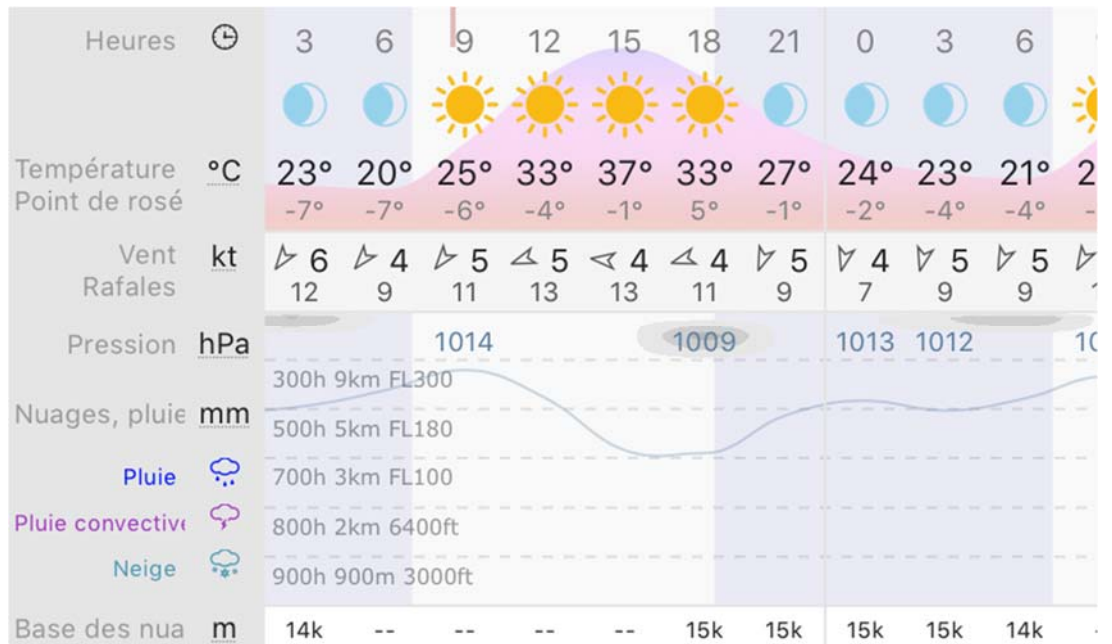 Heures 3 6 9 12 15 18 21 0 3 6
Température °C 23° 20° 25° 33° 37° 33° 27° 24° 23° 21° 2
Point de rosé -7° -7° -6° -4° -1° 5° -1° -2° -4° -4° -
Vent kt 6 4 5 5 4 4 5 4 5 5
Rafales 12 9 11 13 13 11 9 7 9 9 1
Pression hPa 1014 1009 1013 1012 10
300h 9km FL300
Nuages, pluie mm
500h 5km FL180
Pluie 700h 3km FL100
Pluie convective 800h 2km 6400ft
Neige 900h 900m 3000ft
Base des nua m 14k -- -- -- -- 15k 15k 15k 15k 14k -